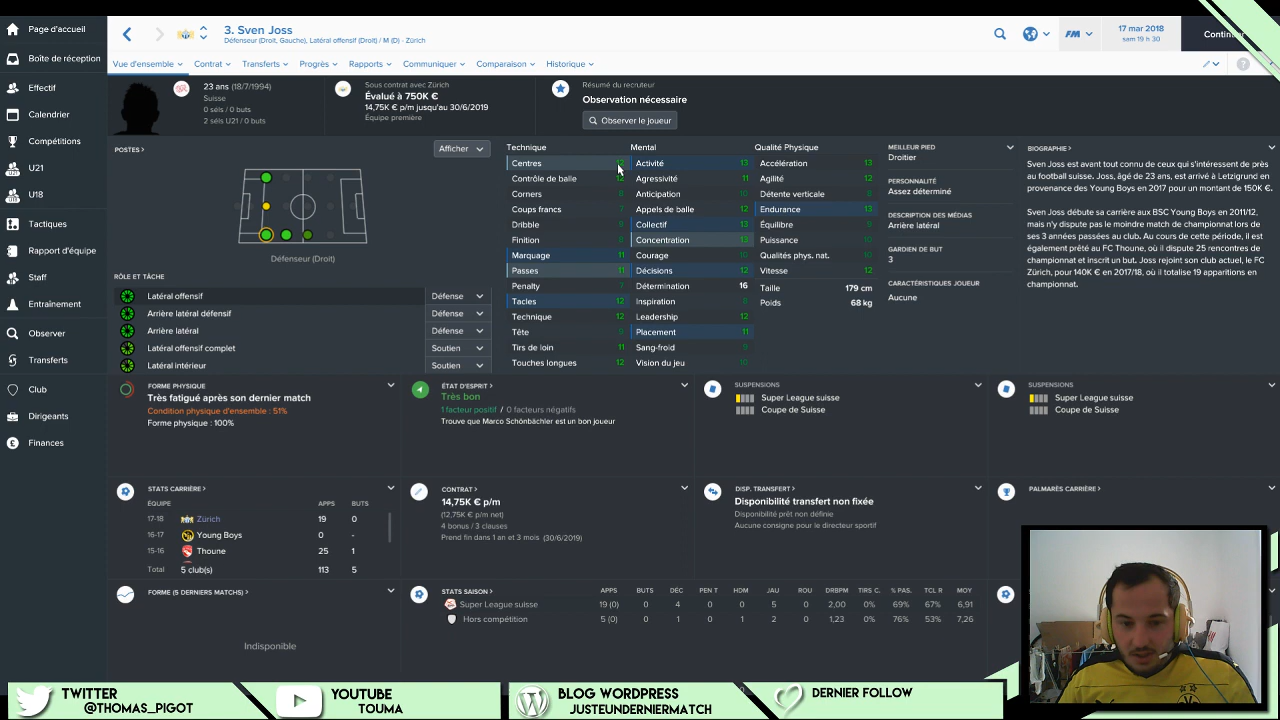 Page d'accueil
Boîte de réception
Effectif
Calendrier
Compétitions
U21
U18
Tactiques
Rapport d'équipe
Staff
Entraînement
Observer
Transferts
Club
Dirigeants
Finances
3. Sven Joss
Défenseur (Droit, Gauche), Latéral offensif (Droit) / M (D) - Zürich
FM
17 mar 2018
sam 19 h 30
Vue d'ensemble
Contrat
Transferts
Progrès
Rapports
Communiquer
Comparaison
Historique
23 ans (18/7/1994)
Suisse
0 séls / 0 buts
2 séls U21 / 0 buts
Sous contrat avec Zürich
Évalué à 750K €
14,75K € p/m jusqu'au 30/6/2019
Équipe première
Résumé du recruteur
Observation nécessaire
Observer le joueur
POSTES >
Afficher
Défenseur (Droit)
RÔLE ET TÂCHE
Latéral offensif Défense
Arrière latéral défensif Défense
Arrière latéral Défense
Latéral offensif complet Soutien
Latéral intérieur Soutien
Technique
Centres
Contrôle de balle 12
Corners
Coups francs 7
Dribble 9
Finition
Marquage 11
Passes 11
Penalty 7
Tacles 12
Technique 12
Tête 9
Tirs de loin 11
Touches longues 12
Mental
Activité 13
Agressivité 11
Anticipation 10
Appels de balle 12
Collectif 13
Concentration 13
Courage 10
Décisions 12
Détermination 16
Inspiration
Leadership 12
Placement 11
Sang-froid 9
Vision du jeu 10
Qualité Physique
Accélération 13
Agilité 12
Détente verticale 9
Endurance 13
Équilibre 9
Puissance 10
Qualités phys. nat. 10
Vitesse 12
Taille 179 cm
Poids 68 kg
MEILLEUR PIED
Droitier
PERSONNALITÉ
Assez déterminé
DESCRIPTION DES MÉDIAS
Arrière latéral
GARDIEN DE BUT
3
CARACTÉRISTIQUES JOUEUR
Aucune
BIOGRAPHIE >
Sven Joss est avant tout connu de ceux qui s'intéressent de près
au football suisse. Joss, âgé de 23 ans, est arrivé à Letzigrund en
provenance des Young Boys en 2017 pour un montant de 150K €.
Sven Joss débute sa carrière aux BSC Young Boys en 2011/12,
mais n'y dispute pas le moindre match de championnat lors de
ses 3 années passées au club. Au cours de cette période, il est
également prêté au FC Thoune, où il dispute 25 rencontres de
championnat et inscrit un but. Joss rejoint son club actuel, le FC
Zürich, pour 140K € en 2017/18, où il totalise 19 apparitions en
championnat.
FORME PHYSIQUE
Très fatigué après son dernier match
Condition physique d'ensemble : 51%
Forme physique : 100%
ÉTAT D'ESPRIT >
Très bon
1 facteur positif / 0 facteurs négatifs
Trouve que Marco Schönbächler est un bon joueur
SUSPENSIONS
Super League suisse
Coupe de Suisse
SUSPENSIONS
Super League suisse
Coupe de Suisse
STATS CARRIÈRE >
ÉQUIPE APPS BUTS
17-18 Zürich 19 0
16-17 Young Boys 0 -
15-16 Thoune 25 1
Total 5 club(s) 113 5
CONTRAT >
14,75K € p/m
(12,75K € p/m net)
4 bonus / 3 clauses
Prend fin dans 1 an et 3 mois (30/6/2019)
DISP. TRANSFERT >
Disponibilité transfert non fixée
Disponibilité prêt non définie
Aucune consigne pour le directeur sportif
PALMARÈS CARRIÈRE >
FORME (5 DERNIERS MATCHS) >
Indisponible
STATS SAISON >
APPS BUTS DÉC PEN T HDM JAU ROU DRBPM TIRS C. % PAS. TCL R MOY
Super League suisse 19 (0) 0 4 0 0 5 0 2,00 0% 69% 67% 6,91
Hors compétition 5 (0) 0 1 0 1 2 0 1,23 0% 76% 53% 7,26
TWITTER
@THOMAS_PIGOT
YOUTUBE
TOUMA
BLOG WORDPRESS
JUSTEUNDERNIERMATCH
DERNIER FOLLOW